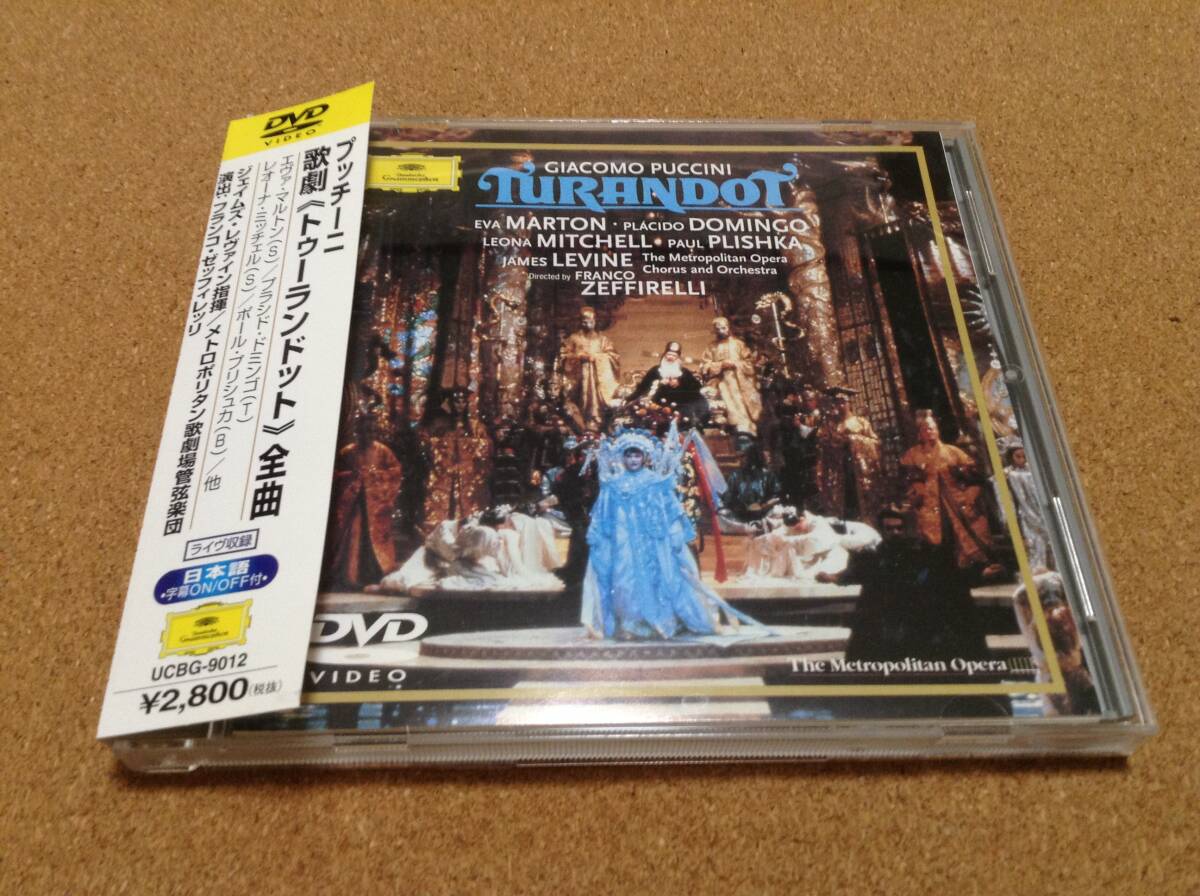 DVD
VIDEO
プッチーニ
歌劇《トゥーランドット》全曲
エヴァ・マルトン(S)/プラシド・ドミンゴ(T)
レオーナ・ミッチェル(S)/ポール・プリシュカ(B)/他
ジェイムズ・レヴァイン指揮/メトロポリタン歌劇場管弦楽団
演出:フランコ・ゼッフィレッリ
ライヴ収録
日本語
•字幕ON/OFF付•
Deutsche
Grammophon
UCBG-9012
¥2,800(税抜)
Deutsche
Grammophon
GIACOMO PUCCINI
TURANDOT
EVA MARTON · PLÁCIDO DOMINGO
LEONA MITCHELL · PAUL PLISHKA
JAMES LEVINE The Metropolitan Opera
Chorus and Orchestra
Directed by FRANCO
ZEFFIRELLI
DVD
VIDEO
The Metropolitan Opera